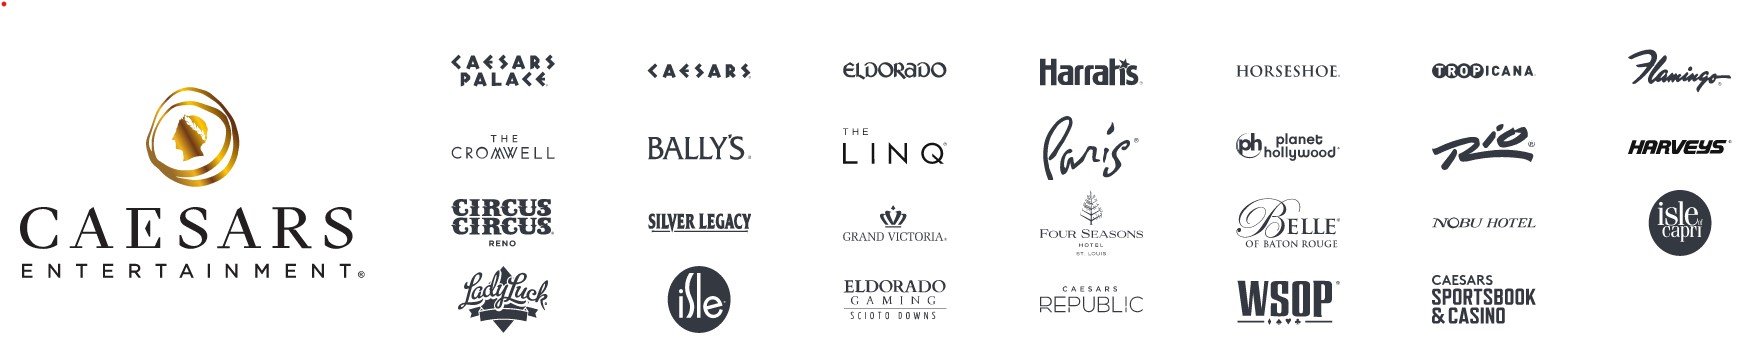 CAESARS
ENTERTAINMENT®
CAESARS
PALACE®
CAESARS®
ELDORADO
Harrah's®
HORSESHOE®
TROPICANA®
Flamingo®
THE
CROMWELL
BALLY'S®
THE
LINQ®
Paris®
ph planet
hollywood®
Rio®
HARVEYS®
CIRCUS
CIRCUS®
RENO
SILVER LEGACY
GRAND VICTORIA®
FOUR SEASONS
HOTEL
ST. LOUIS
BELLE®
OF BATON ROUGE
NOBU HOTEL
isle of
capri
Lady Luck®
isle
ELDORADO
GAMING
SCIOTO DOWNS
CAESARS
REPUBLIC
WSOP®
CAESARS
SPORTSBOOK
& CASINO